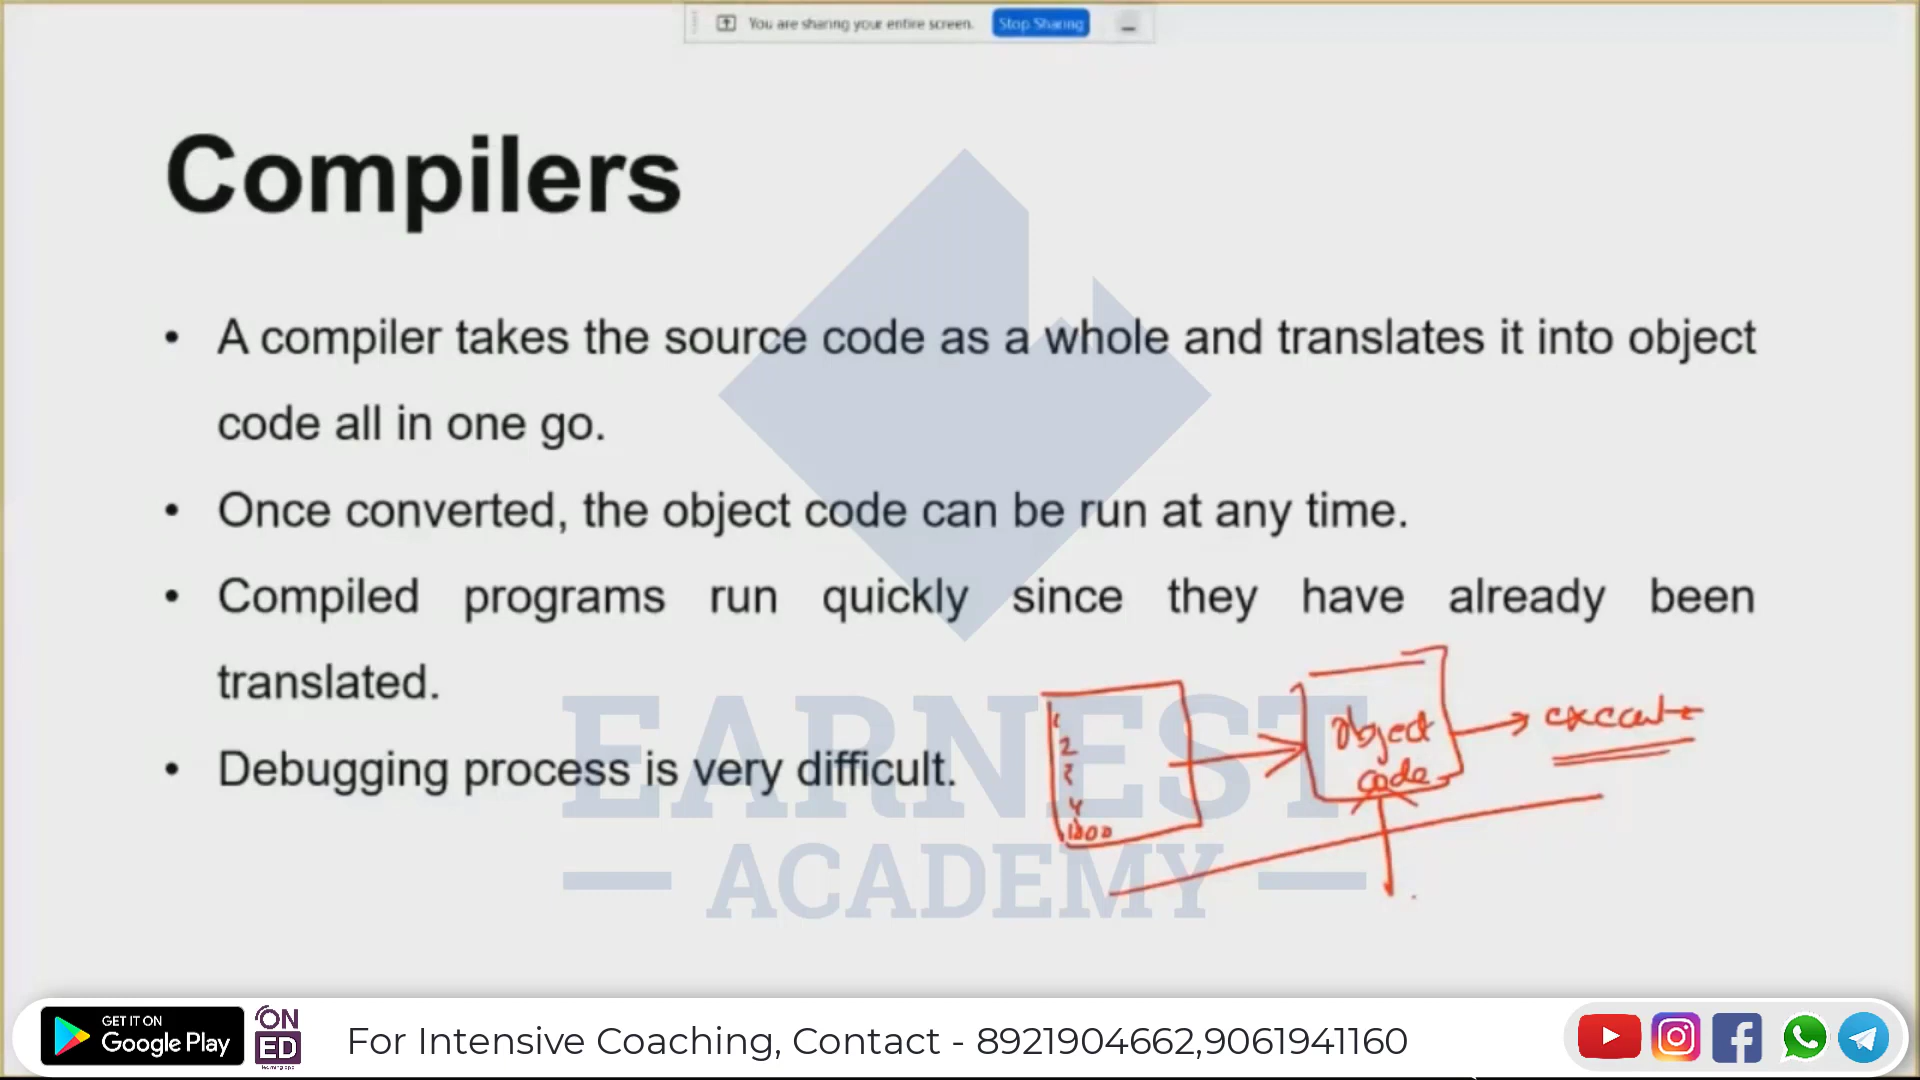 You are sharing your entire screen. Stop Sharing
Compilers
• A compiler takes the source code as a whole and translates it into object
code all in one go.
• Once converted, the object code can be run at any time.
• Compiled programs run quickly since they have already been
translated.
• Debugging process is very difficult.
1
2
3
4
1000
object
code
execute
EARNEST
ACADEMY
GET IT ON
Google Play
ON
ED
For Intensive Coaching, Contact - 8921904662,9061941160